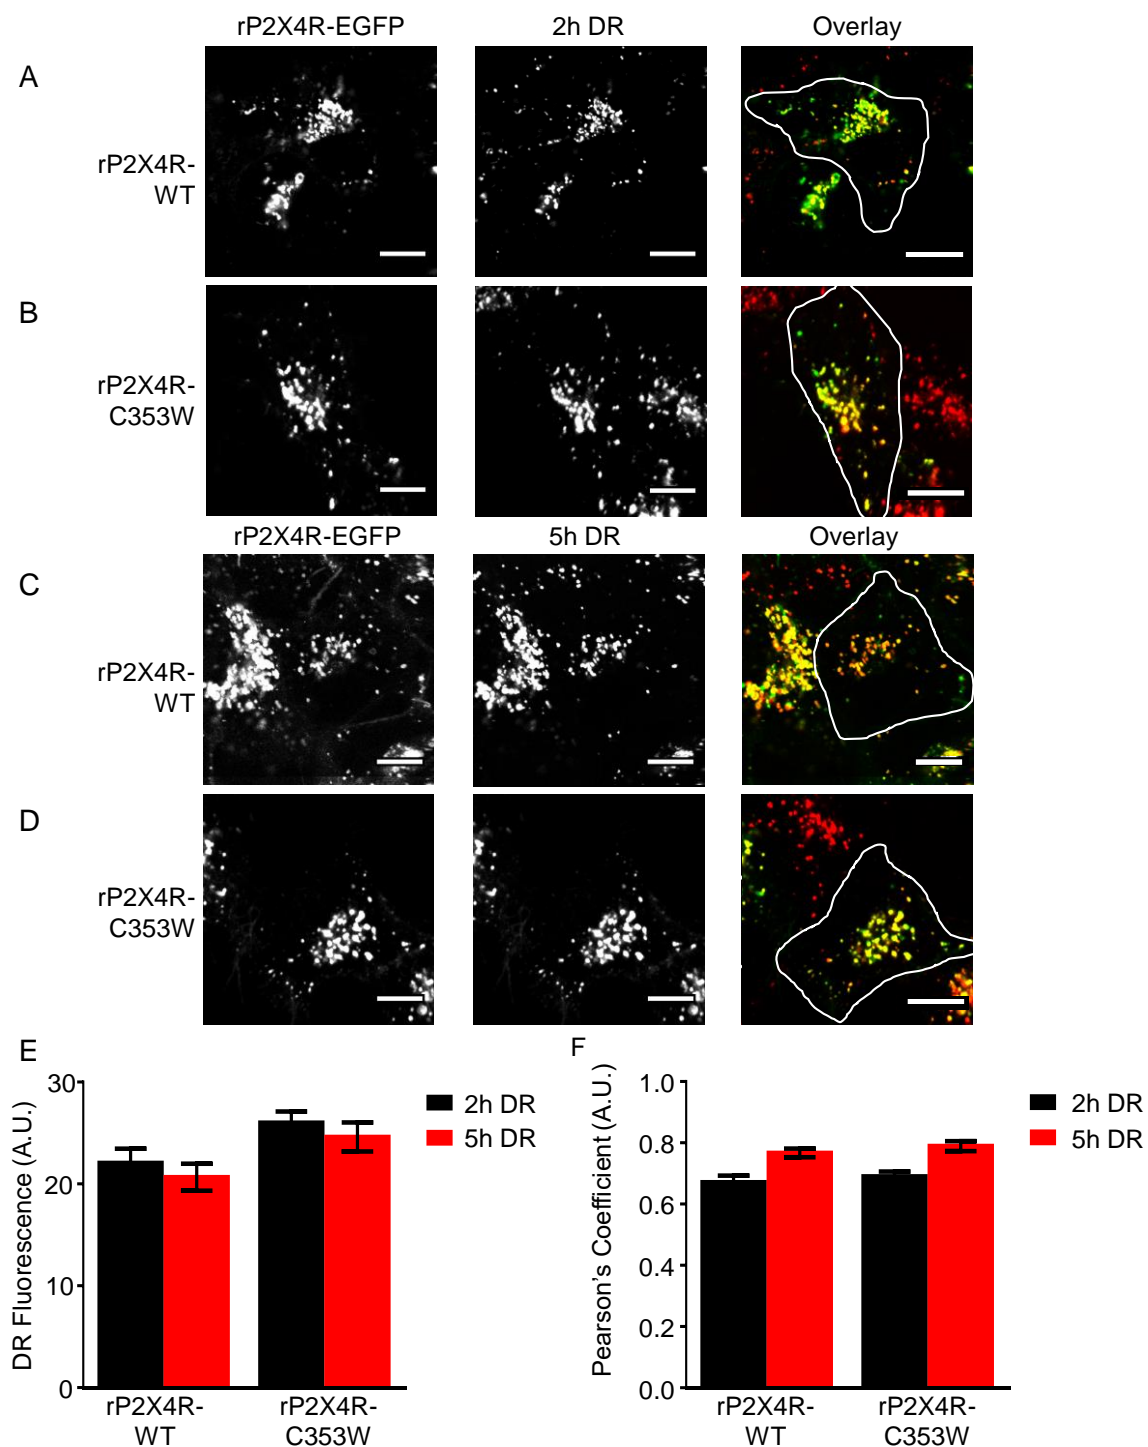 rP2X4R-EGFP
2h DR
Overlay
A
rP2X4R-
WT
B
rP2X4R-
C353W
rP2X4R-EGFP
5h DR
Overlay
C
rP2X4R-
WT
D
rP2X4R-
C353W
E
DR Fluorescence (A.U.)
30
20
10
0
2h DR
5h DR
rP2X4R-
WT
rP2X4R-
C353W
F
Pearson's Coefficient (A.U.)
1.0
0.8
0.6
0.4
0.2
0.0
2h DR
5h DR
rP2X4R-
WT
rP2X4R-
C353W